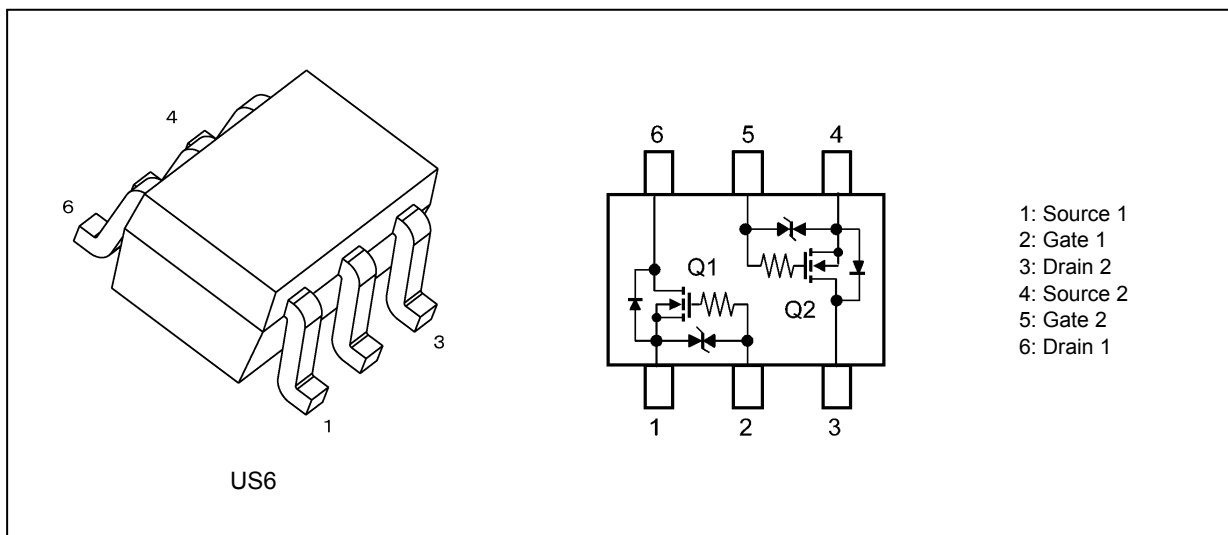 4
6
3
1
US6
6 5 4
Q1
Q2
1 2 3
1: Source 1
2: Gate 1
3: Drain 2
4: Source 2
5: Gate 2
6: Drain 1